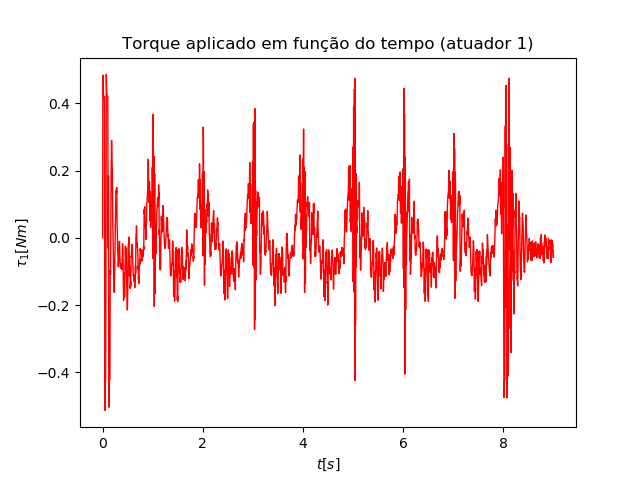 Torque aplicado em função do tempo (atuador 1)
0.4
0.2
0.0
−0.2
−0.4
τ1[Nm]
0 2 4 6 8
t[s]